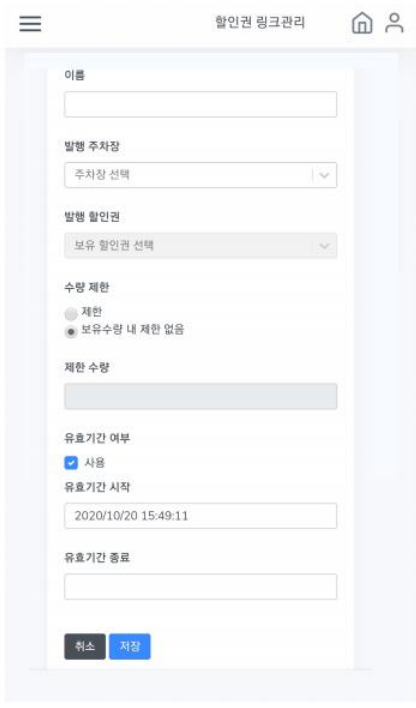 할인권 링크관리
이름
발행 주차장
주차장 선택
발행 할인권
보유 할인권 선택
수량 제한
제한
보유수량 내 제한 없음
제한 수량
유효기간 여부
사용
유효기간 시작
2020/10/20 15:49:11
유효기간 종료
취소 저장